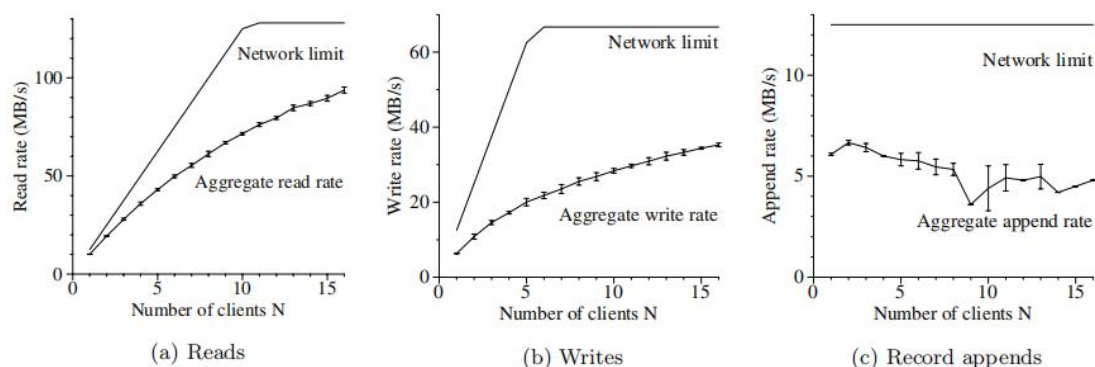 Read rate (MB/s)
100
50
0
Network limit
Aggregate read rate
0
5
10
15
Number of clients N
(a) Reads
Write rate (MB/s)
60
40
20
0
Network limit
Aggregate write rate
0
5
10
15
Number of clients N
(b) Writes
Append rate (MB/s)
10
5
0
Network limit
Aggregate append rate
0
5
10
15
Number of clients N
(c) Record appends